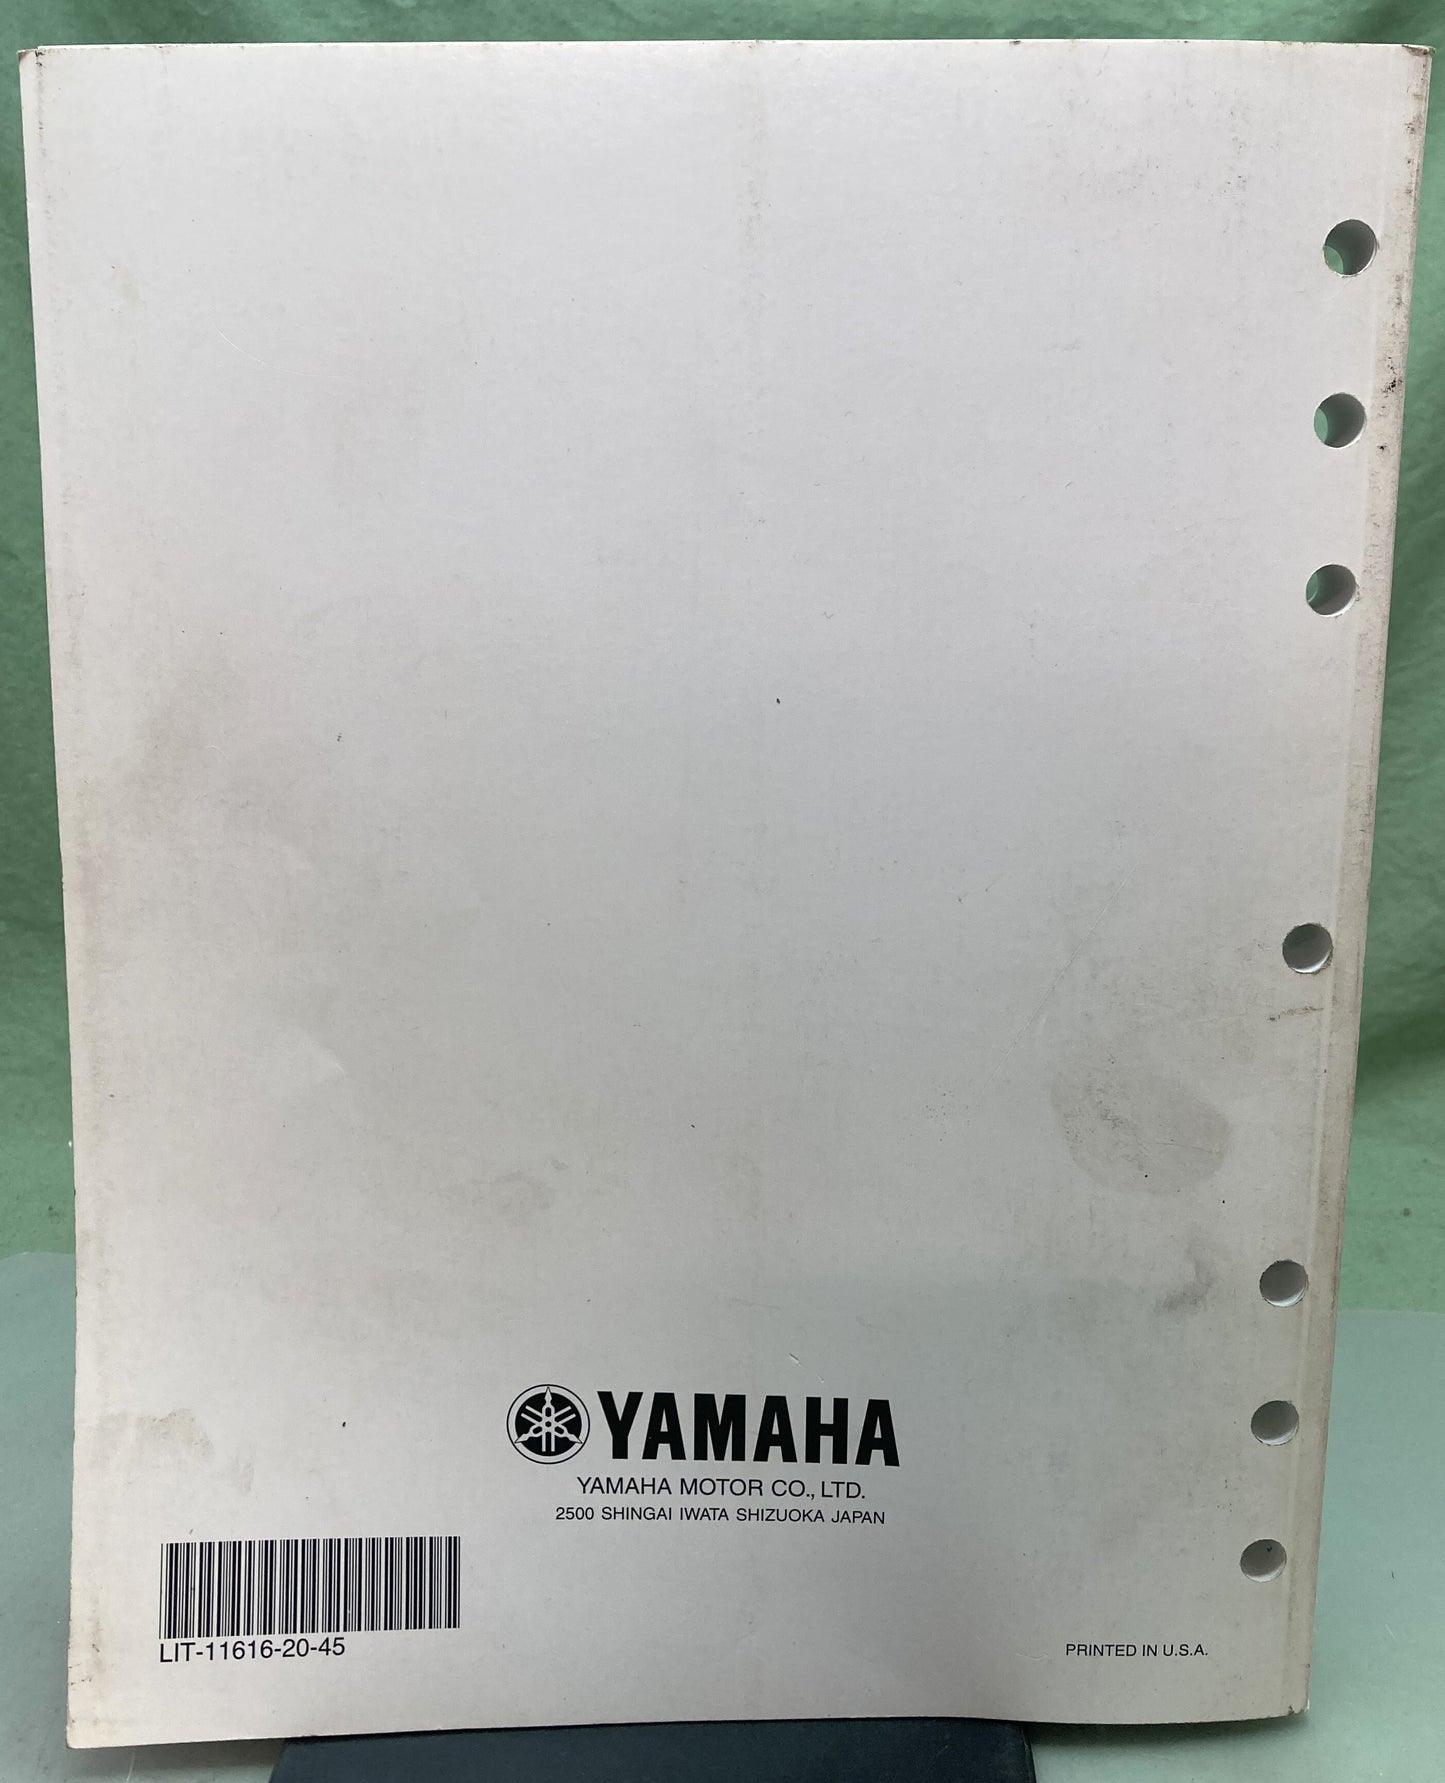 YAMAHA
YAMAHA MOTOR CO., LTD.
2500 SHINGAI IWATA SHIZUOKA JAPAN
LIT-11616-20-45
PRINTED IN U.S.A.